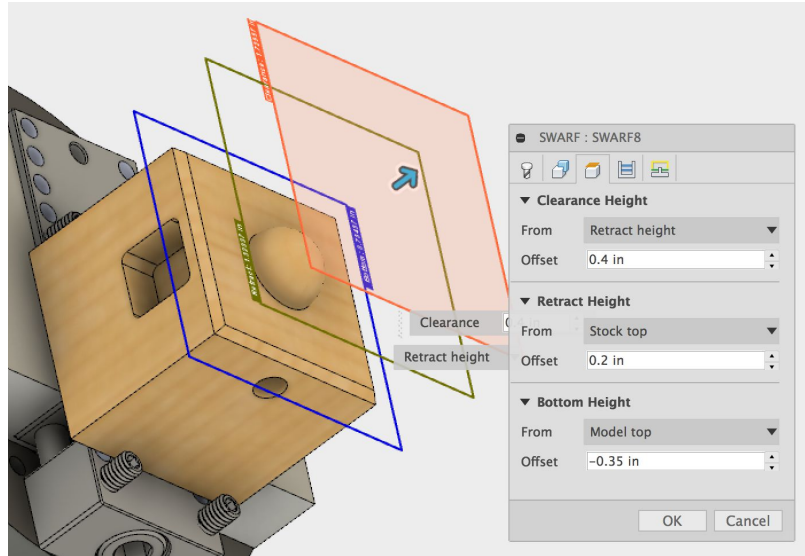 SWARF : SWARF8
Clearance Height
From Retract height
Offset 0.4 in
Retract Height
From Stock top
Offset 0.2 in
Bottom Height
From Model top
Offset -0.35 in
OK Cancel
Clearance
Retract height